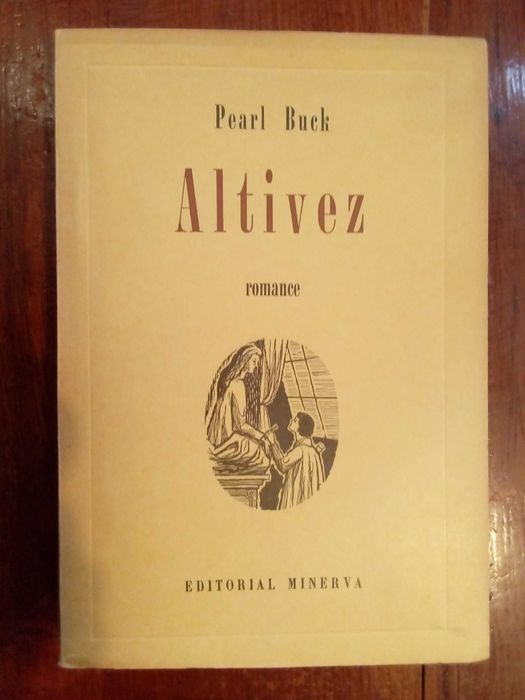 Pearl Buck
Altivez
romance
EDITORIAL MINERVA